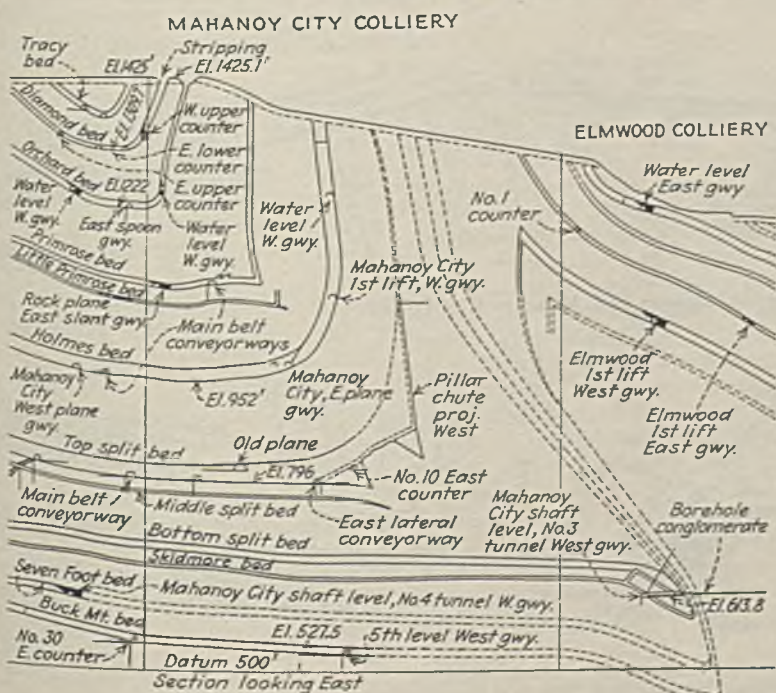 MAHANOY CITY COLLIERY
Tracy
bed
El.1425'
Stripping
El.1425.1'
Diamond bed
W. upper
counter
E. lower
counter
ELMWOOD COLLIERY
Orchard bed
El.1222
E. upper
counter
Water
level
W. gwy.
East spoon
gwy.
Water
level
W. gwy.
Water
level
W. gwy.
No.1
counter
Water level
East gwy
Primrose bed
Little Primrose bed
Rock plane
East slant gwy.
Main belt
conveyorways
Mahanoy City
1st lift, W. gwy.
Holmes bed
Mahanoy
City
West plane
gwy.
El.952'
Mahanoy
City, E. plane
gwy.
Pillar
chute
proj.
West
Elmwood
1st lift
West gwy.
Elmwood
1st lift
East gwy.
Top split bed
Old plane
El.796
No.10 East
counter
Main belt
conveyorway
Middle split bed
East lateral
conveyorway
Mahanoy
City shaft
level, No.3
tunnel West gwy.
Borehole
conglomerate
Bottom split bed
Skidmore bed
Seven Foot bed
Mahanoy City shaft level, No.4 tunnel W. gwy.
El.613.8
Buck Mt. bed
No. 30
E. counter
El.527.5
5th level West gwy.
Datum 500
Section looking East